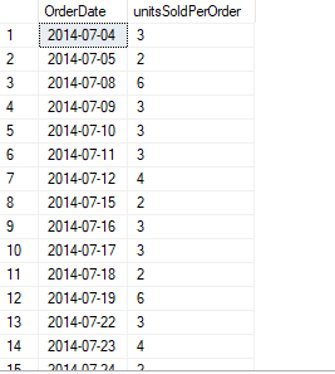 OrderDate unitsSoldPerOrder
1 2014-07-04 3
2 2014-07-05 2
3 2014-07-08 6
4 2014-07-09 3
5 2014-07-10 3
6 2014-07-11 3
7 2014-07-12 4
8 2014-07-15 2
9 2014-07-16 3
10 2014-07-17 3
11 2014-07-18 2
12 2014-07-19 6
13 2014-07-22 3
14 2014-07-23 4
15 2014-07-24